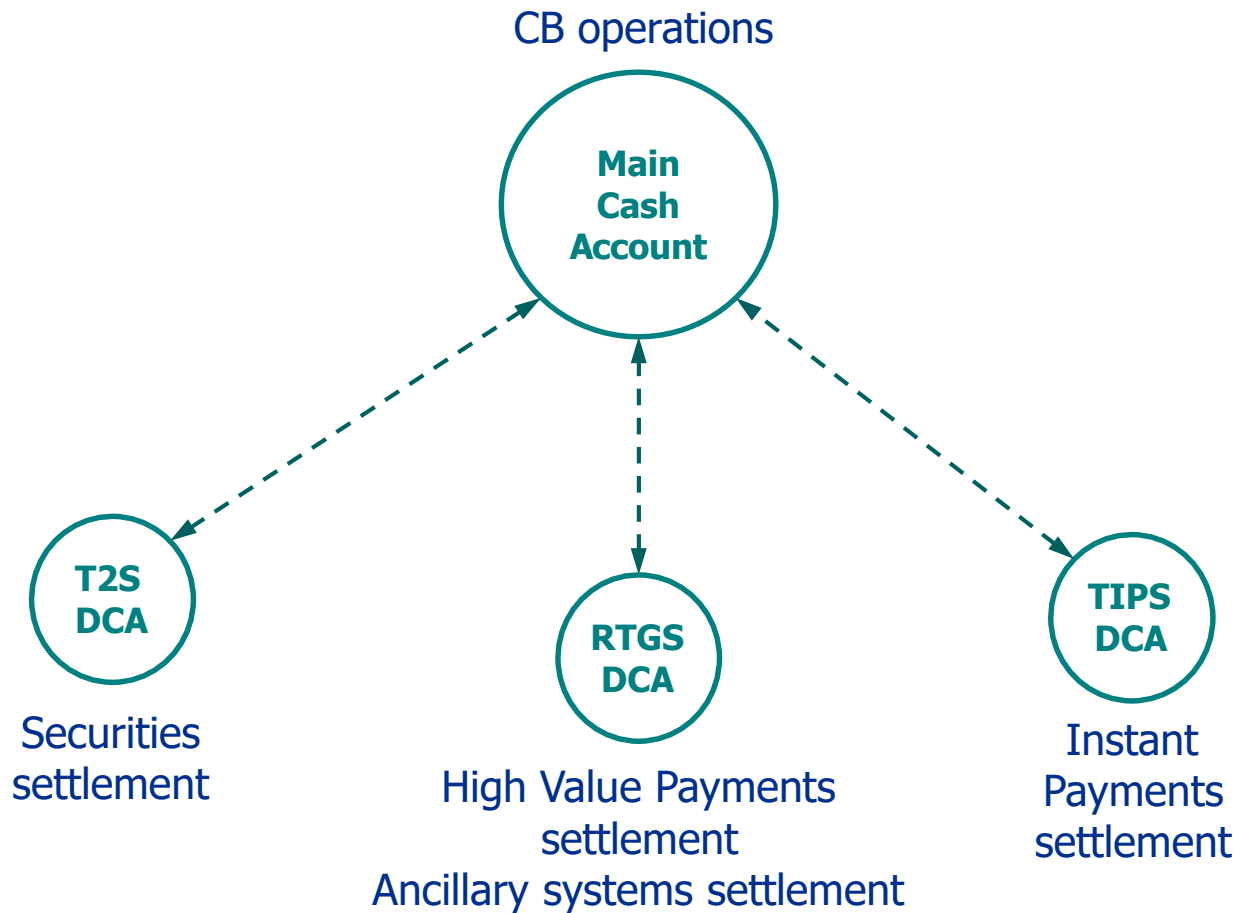 CB operations
Main
Cash
Account
T2S
DCA
Securities
settlement
RTGS
DCA
High Value Payments
settlement
Ancillary systems settlement
TIPS
DCA
Instant
Payments
settlement